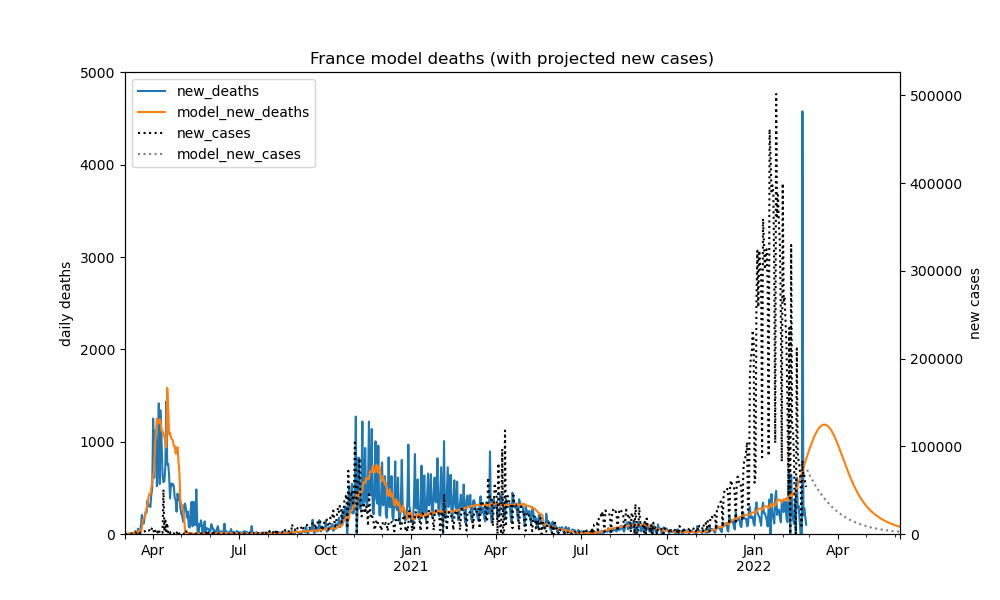 France model deaths (with projected new cases)
new_deaths
model_new_deaths
new_cases
model_new_cases
daily deaths
5000
4000
3000
2000
1000
0
new cases
500000
400000
300000
200000
100000
0
Apr Jul Oct Jan Apr Jul Oct Jan Apr
2021 2022